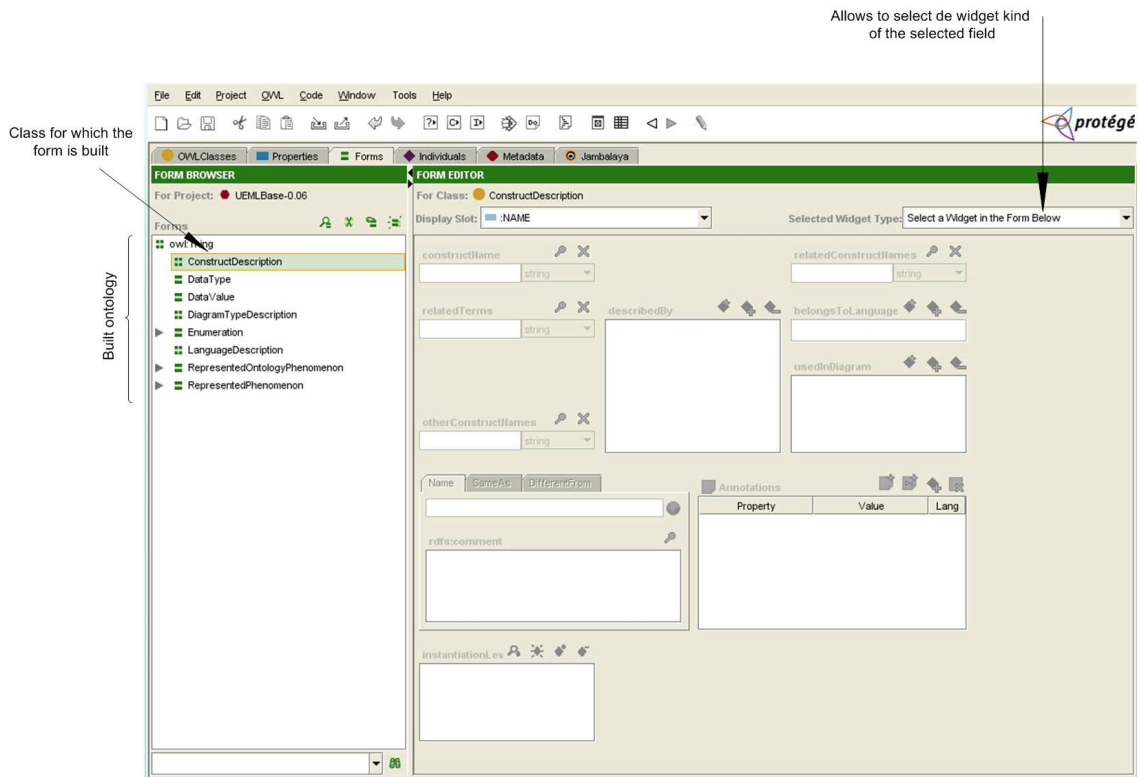 Allows to select de widget kind
of the selected field
Class for which the
form is built
Built ontology
File Edit Project OWL Code Window Tools Help
protégé
OWLClasses Properties Forms Individuals Metadata Jambalaya
FORM BROWSER
FORM EDITOR
For Project: UEMLBase-0.06
For Class: ConstructDescription
Forms
Display Slot: :NAME
Selected Widget Type: Select a Widget in the Form Below
owl:Thing
ConstructDescription
DataType
DataValue
DiagramTypeDescription
Enumeration
LanguageDescription
RepresentedOntologyPhenomenon
RepresentedPhenomenon
constructName
string
relatedConstructNames
string
relatedTerms
string
describedBy
belongsToLanguage
usedInDiagram
otherConstructNames
string
Name SameAs DifferentFrom
rdfs:comment
Annotations
Property Value Lang
instantiationLev